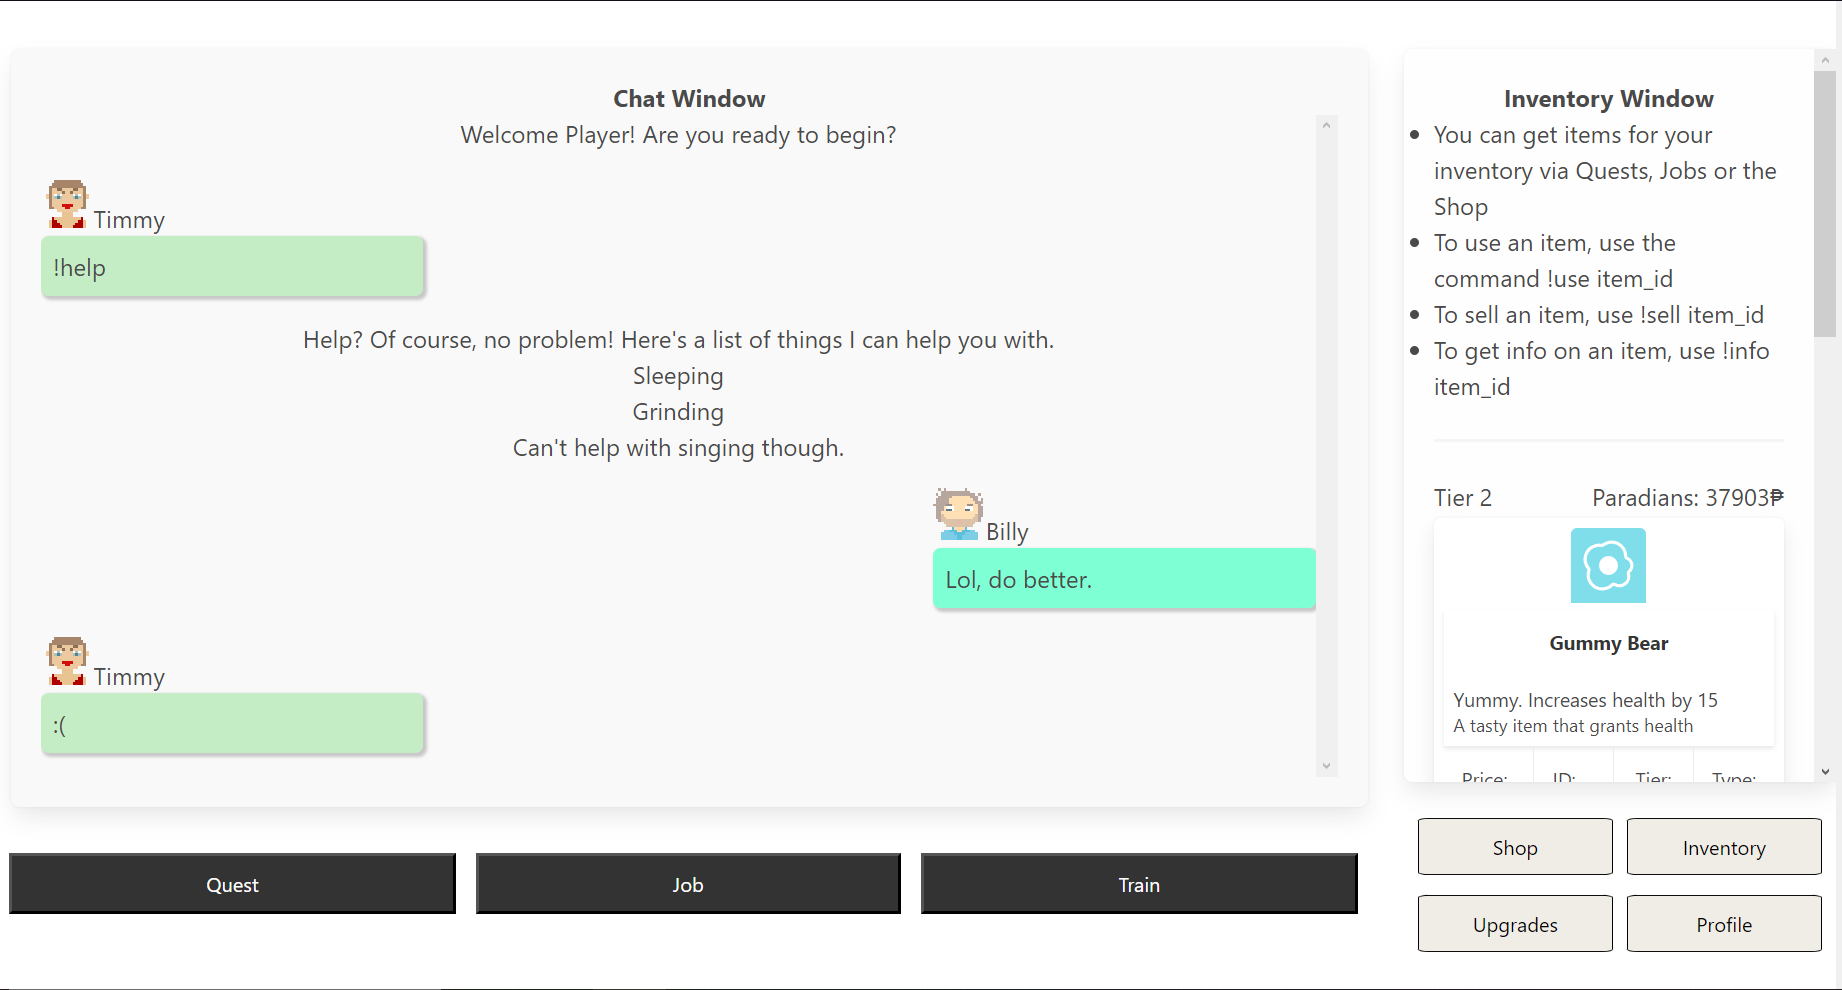 Chat Window
Welcome Player! Are you ready to begin?
Timmy
!help
Help? Of course, no problem! Here's a list of things I can help you with.
Sleeping
Grinding
Can't help with singing though.
Billy
Lol, do better.
Timmy
:(
Quest
Job
Train
Inventory Window
You can get items for your
inventory via Quests, Jobs or the
Shop
To use an item, use the
command !use item_id
To sell an item, use !sell item_id
To get info on an item, use !info
item_id
Tier 2 Paradians: 37903₱
Gummy Bear
Yummy. Increases health by 15
A tasty item that grants health
Price: ID: Tier: Type:
Shop
Inventory
Upgrades
Profile